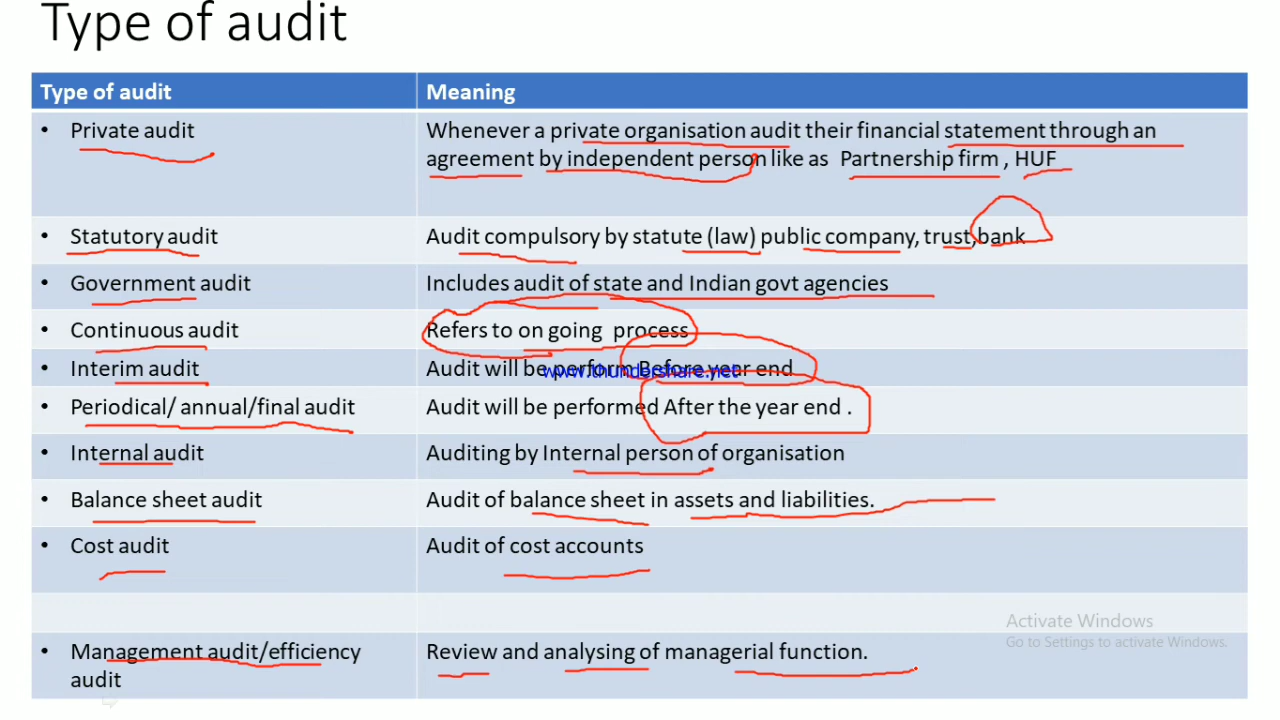 Type of audit
Type of audit Meaning
• Private audit Whenever a private organisation audit their financial statement through an
agreement by independent person like as Partnership firm , HUF
• Statutory audit Audit compulsory by statute (law) public company, trust,bank
• Government audit Includes audit of state and Indian govt agencies
• Continuous audit Refers to on going process
• Interim audit Audit will be perform Before year end
www.thundershare.net
• Periodical/ annual/final audit Audit will be performed After the year end .
• Internal audit Auditing by Internal person of organisation
• Balance sheet audit Audit of balance sheet in assets and liabilities.
• Cost audit Audit of cost accounts
Activate Windows
Go to Settings to activate Windows.
• Management audit/efficiency Review and analysing of managerial function.
audit